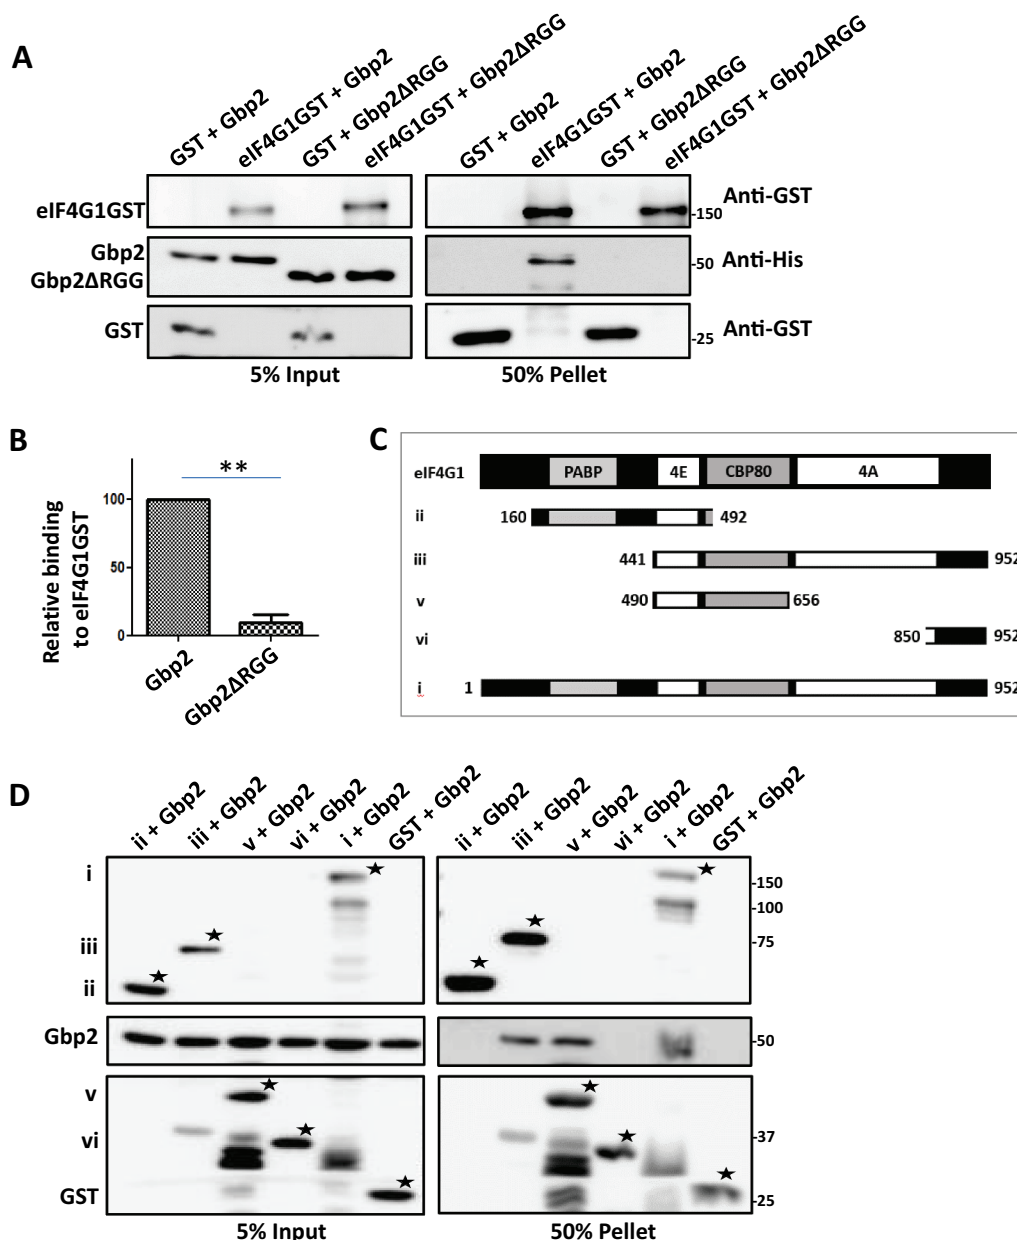 A
GST + Gbp2
eIF4G1GST + Gbp2
GST + Gbp2ΔRGG
eIF4G1GST + Gbp2ΔRGG
GST + Gbp2
eIF4G1GST + Gbp2
GST + Gbp2ΔRGG
eIF4G1GST + Gbp2ΔRGG
eIF4G1GST
-150
Anti-GST
Gbp2
Gbp2ΔRGG
-50
Anti-His
GST
-25
Anti-GST
5% Input
50% Pellet
B
**
Relative binding
to eIF4G1GST
100
50
0
Gbp2
Gbp2ΔRGG
C
eIF4G1
PABP
4E
CBP80
4A
ii
160
492
iii
441
952
v
490
656
vi
850
952
i
1
952
D
ii + Gbp2
iii + Gbp2
v + Gbp2
vi + Gbp2
i + Gbp2
GST + Gbp2
ii + Gbp2
iii + Gbp2
v + Gbp2
vi + Gbp2
i + Gbp2
GST + Gbp2
i
iii
ii
-150
-100
-75
Gbp2
-50
v
vi
GST
-37
-25
5% Input
50% Pellet